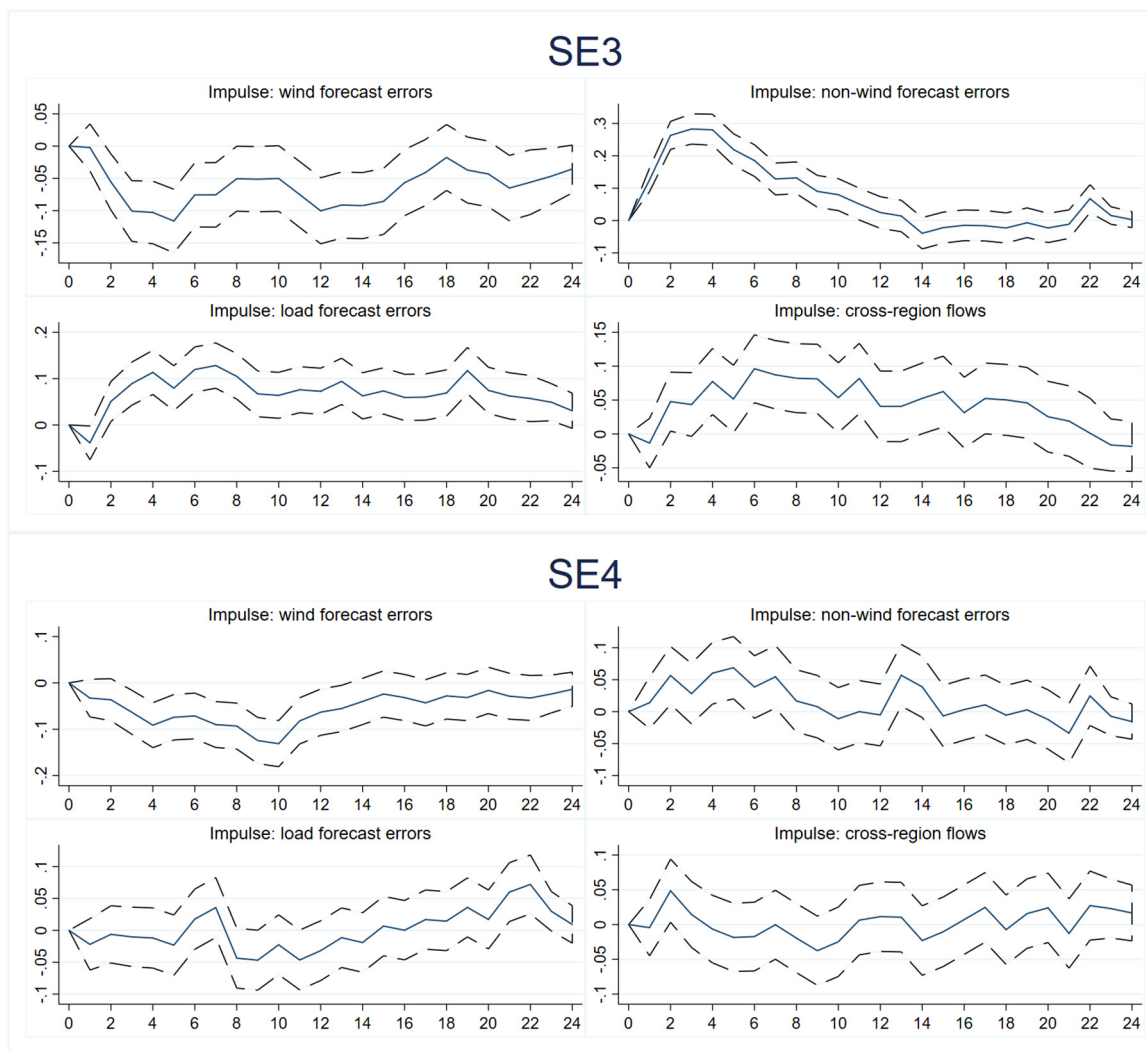 SE3
Impulse: wind forecast errors
.05
0
-.05
-.1
-.15
0 2 4 6 8 10 12 14 16 18 20 22 24
Impulse: non-wind forecast errors
.3
.2
.1
0
-.1
0 2 4 6 8 10 12 14 16 18 20 22 24
Impulse: load forecast errors
.2
.1
0
-.1
0 2 4 6 8 10 12 14 16 18 20 22 24
Impulse: cross-region flows
.15
.1
.05
0
-.05
0 2 4 6 8 10 12 14 16 18 20 22 24
SE4
Impulse: wind forecast errors
.1
0
-.1
-.2
0 2 4 6 8 10 12 14 16 18 20 22 24
Impulse: non-wind forecast errors
.1
.05
0
-.05
-.1
0 2 4 6 8 10 12 14 16 18 20 22 24
Impulse: load forecast errors
.1
.05
0
-.05
-.1
0 2 4 6 8 10 12 14 16 18 20 22 24
Impulse: cross-region flows
.1
.05
0
-.05
-.1
0 2 4 6 8 10 12 14 16 18 20 22 24